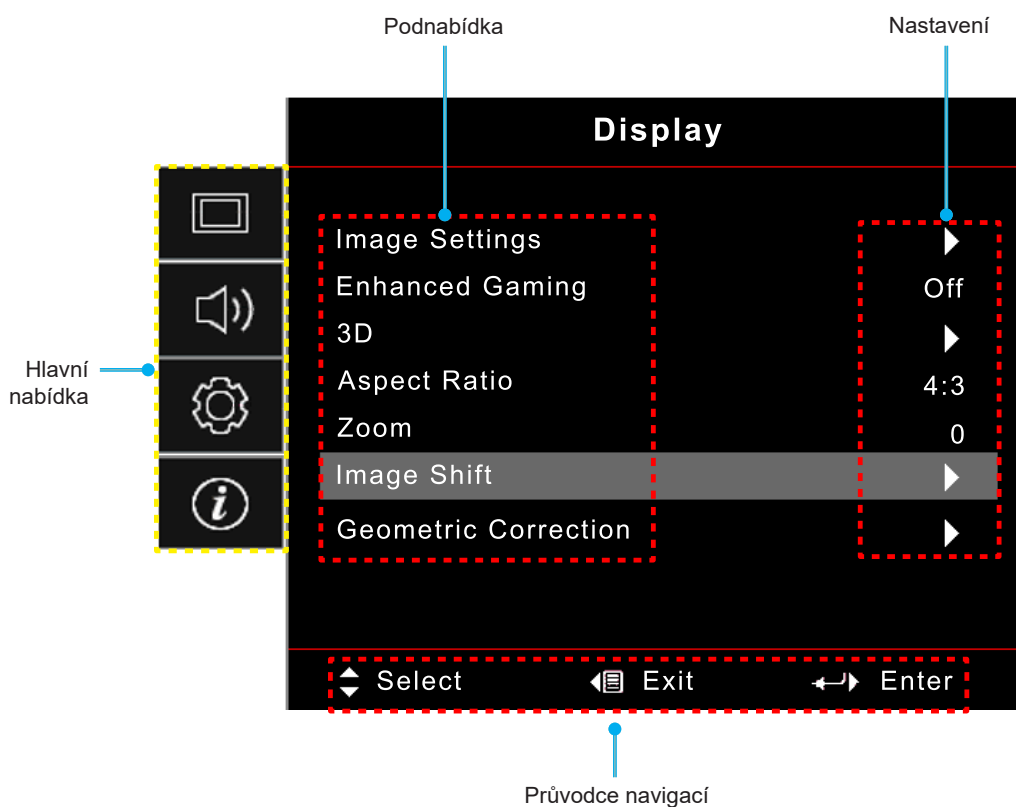 Podnabídka
Nastavení
Display
Image Settings
Enhanced Gaming
Off
3D
Aspect Ratio
4:3
Zoom
0
Image Shift
Geometric Correction
Hlavní
nabídka
Select
Exit
Enter
Průvodce navigací